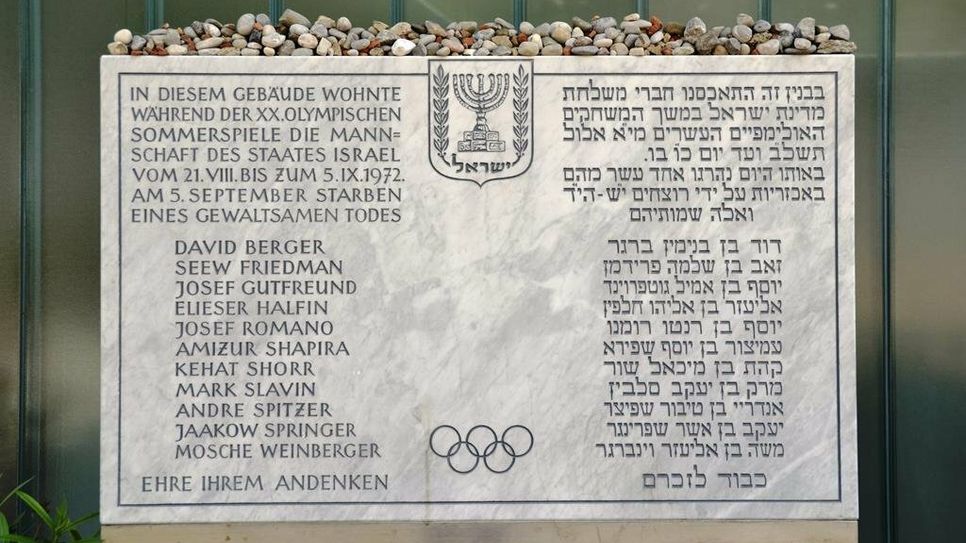 IN DIESEM GEBÄUDE WOHNTE
WÄHREND DER XX. OLYMPISCHEN
SOMMERSPIELE DIE MANN=
SCHAFT DES STAATES ISRAEL
VOM 21. VIII. BIS ZUM 5. IX. 1972.
AM 5. SEPTEMBER STARBEN
EINES GEWALTSAMEN TODES
DAVID BERGER
SEEW FRIEDMAN
JOSEF GUTFREUND
ELIESER HALFIN
JOSEF ROMANO
AMIZUR SHAPIRA
KEHAT SHORR
MARK SLAVIN
ANDRE SPITZER
JAAKOW SPRINGER
MOSCHE WEINBERGER
EHRE IHREM ANDENKEN
ישראל
בבנין זה התאכסנו חברי משלחת
מדינת ישראל במשך המשחקים
האולימפיים העשרים מי״א אלול
תשל״ב ועד יום כ״ו בו.
באותו היום נהרגו אחד עשר מהם
באכזריות על ידי רוצחים יש-הי״ד
ואלה שמותיהם
דוד בן בנימין ברגר
זאב בן שלמה פרידמן
יוסף בן אמיל גוטפרוינד
אליעזר בן אליהו חלפין
יוסף בן רנטו רומנו
עמיצור בן יוסף שפירא
קהת בן מיכאל שור
מרק בן יעקב סלבין
אנדריי בן טיבור שפיצר
יעקב בן אשר שפרינגר
משה בן אליעזר וינברגר
כבוד לזכרם